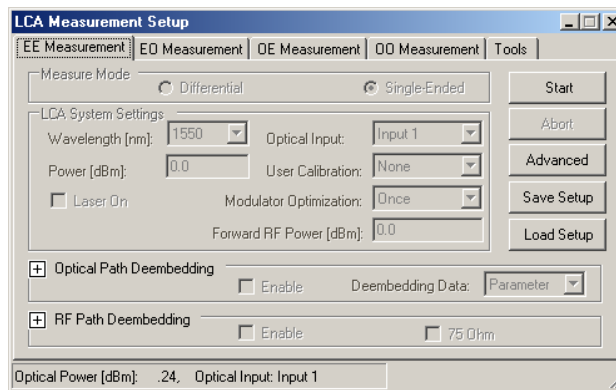 LCA Measurement Setup
EE Measurement EO Measurement OE Measurement OO Measurement Tools
Measure Mode
Differential Single-Ended Start
LCA System Settings
Wavelength [nm]: 1550 Optical Input: Input 1 Abort
Power [dBm]: 0.0 User Calibration: None Advanced
Laser On Modulator Optimization: Once Save Setup
Forward RF Power [dBm]: 0.0 Load Setup
Optical Path Deembedding
Enable Deembedding Data: Parameter
RF Path Deembedding
Enable 75 Ohm
Optical Power [dBm]: .24, Optical Input: Input 1